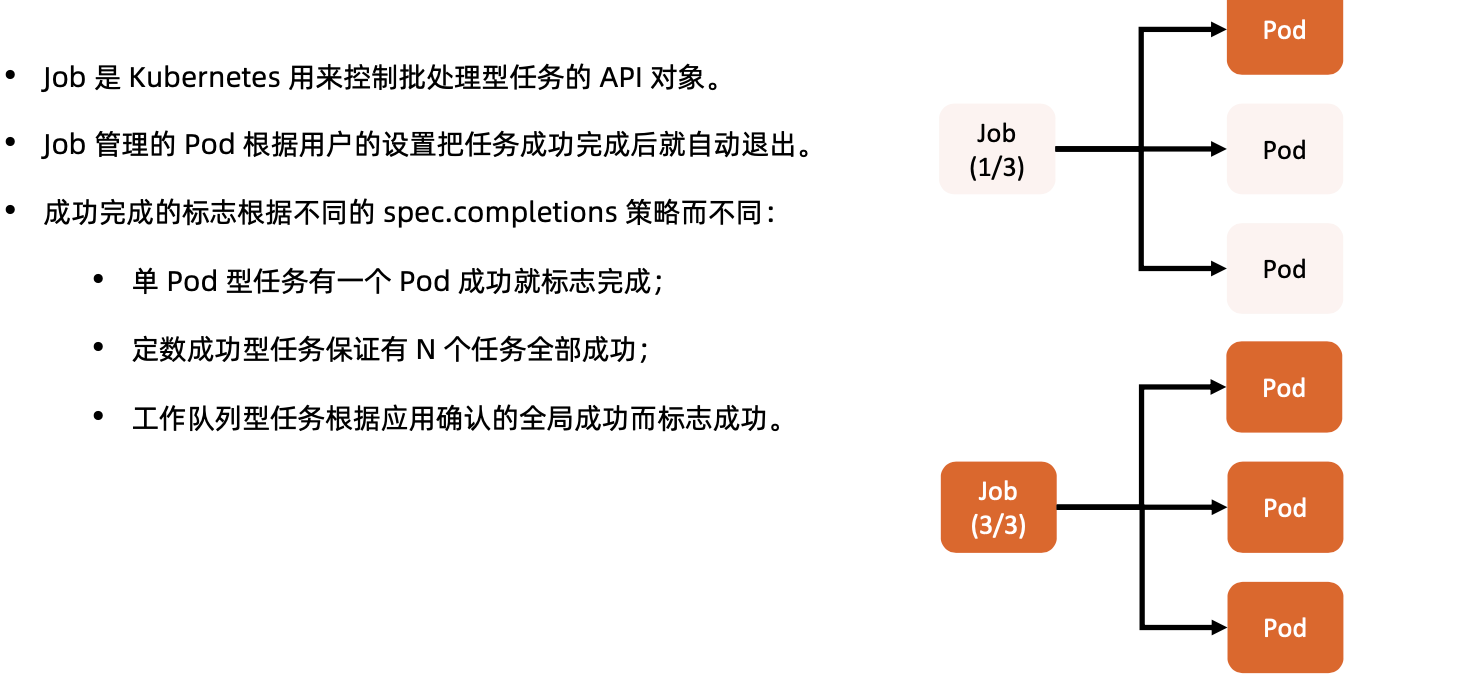 • Job 是 Kubernetes 用来控制批处理型任务的 API 对象。
• Job 管理的 Pod 根据用户的设置把任务成功完成后就自动退出。
• 成功完成的标志根据不同的 spec.completions 策略而不同：
• 单 Pod 型任务有一个 Pod 成功就标志完成；
• 定数成功型任务保证有 N 个任务全部成功；
• 工作队列型任务根据应用确认的全局成功而标志成功。
Pod
Job
(1/3)
Pod
Pod
Pod
Job
(3/3)
Pod
Pod